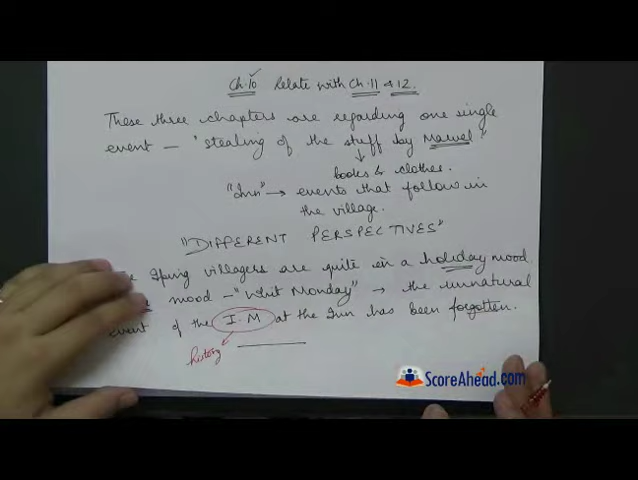 Ch.10 Relate with Ch.11 & 12.
These three chapters are regarding one single
event - "stealing of the stuff by Marvel"
books & clothes.
"Inn" → events that follow in
the village.
"DIFFERENT PERSPECTIVES"
Iping villagers are quite in a holiday mood.
mood - "Whit Monday" → the unnatural
event of the I.M at the Inn has been forgotten.
history
ScoreAhead.com